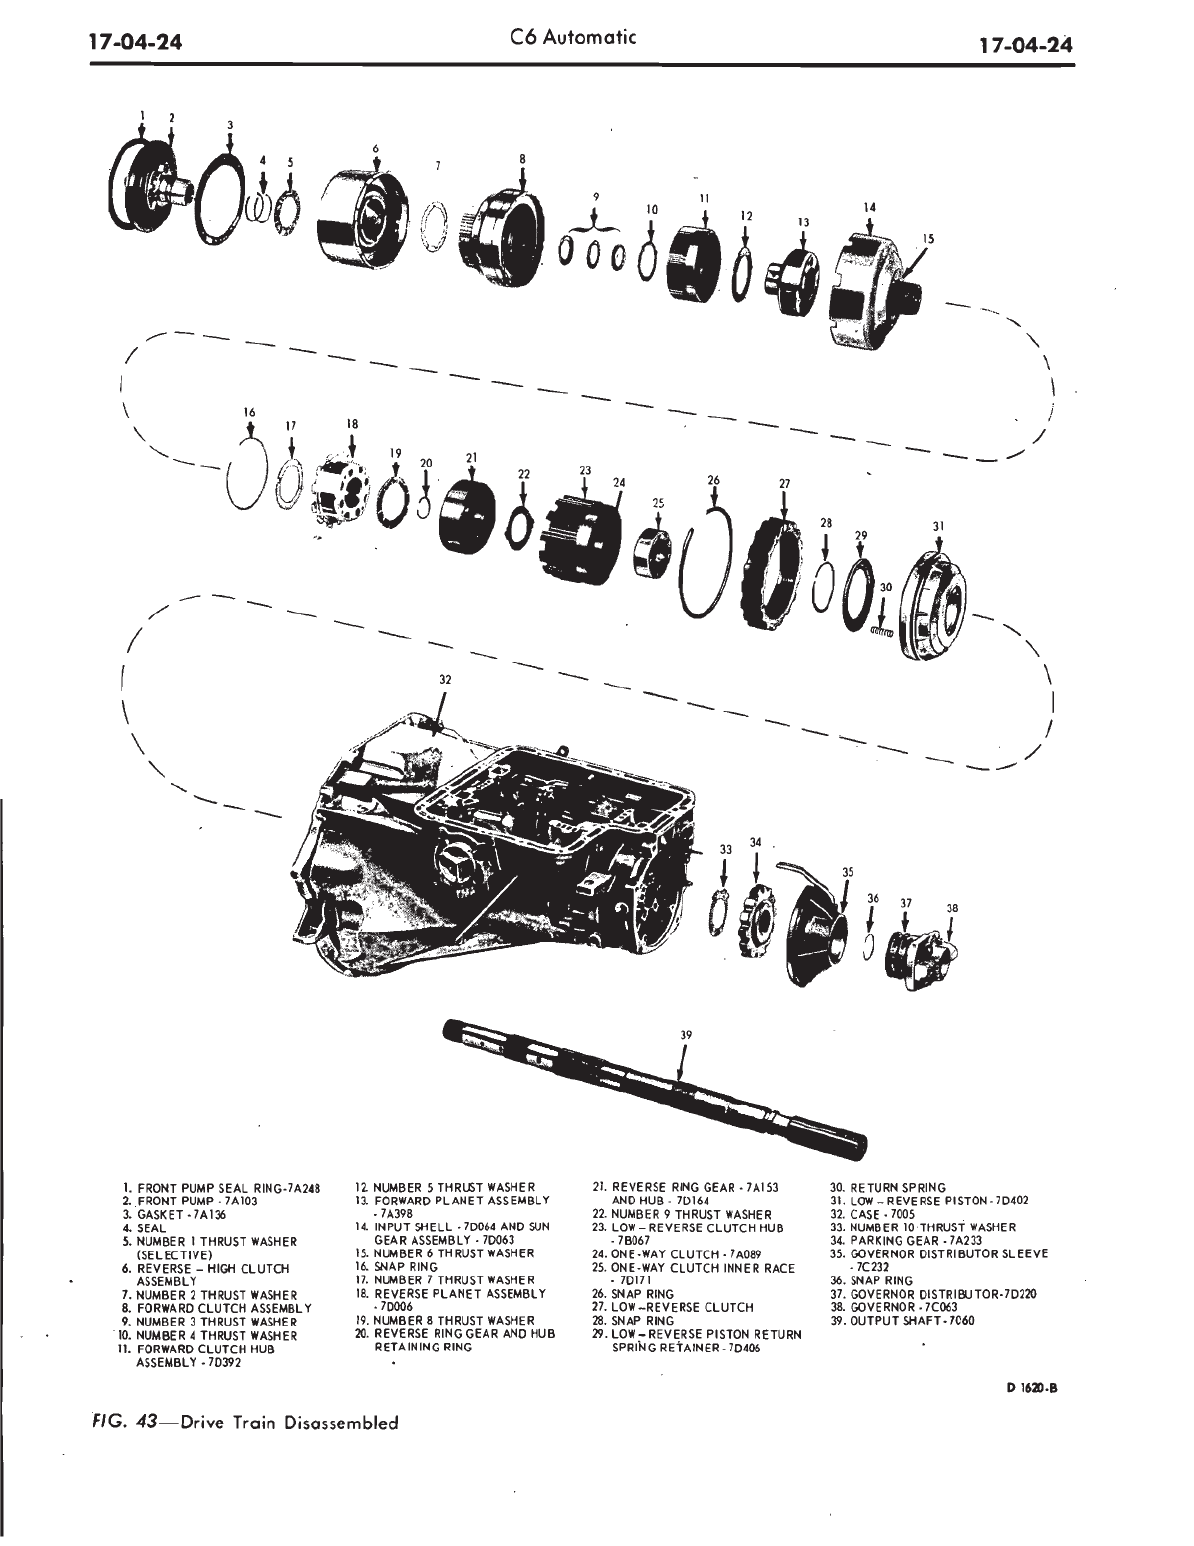 17-04-24
C6 Automatic
17-04-24
1
2
3
4
5
6
7
8
9
10
11
12
13
14
15
16
17
18
19
20
21
22
23
24
25
26
27
28
29
30
31
32
33
34
35
36
37
38
39
1. FRONT PUMP SEAL RING-7A248
2. FRONT PUMP - 7A103
3. GASKET - 7A136
4. SEAL
5. NUMBER 1 THRUST WASHER
(SELECTIVE)
6. REVERSE - HIGH CLUTCH
ASSEMBLY
7. NUMBER 2 THRUST WASHER
8. FORWARD CLUTCH ASSEMBLY
9. NUMBER 3 THRUST WASHER
10. NUMBER 4 THRUST WASHER
11. FORWARD CLUTCH HUB
ASSEMBLY - 7D392
12. NUMBER 5 THRUST WASHER
13. FORWARD PLANET ASSEMBLY
- 7A398
14. INPUT SHELL - 7D064 AND SUN
GEAR ASSEMBLY - 7D063
15. NUMBER 6 THRUST WASHER
16. SNAP RING
17. NUMBER 7 THRUST WASHER
18. REVERSE PLANET ASSEMBLY
- 7D006
19. NUMBER 8 THRUST WASHER
20. REVERSE RING GEAR AND HUB
RETAINING RING
21. REVERSE RING GEAR - 7A153
AND HUB - 7D164
22. NUMBER 9 THRUST WASHER
23. LOW - REVERSE CLUTCH HUB
- 7B067
24. ONE-WAY CLUTCH - 7A089
25. ONE-WAY CLUTCH INNER RACE
- 7D171
26. SNAP RING
27. LOW-REVERSE CLUTCH
28. SNAP RING
29. LOW - REVERSE PISTON RETURN
SPRING RETAINER - 7D406
30. RETURN SPRING
31. LOW - REVERSE PISTON - 7D402
32. CASE - 7005
33. NUMBER 10 THRUST WASHER
34. PARKING GEAR - 7A233
35. GOVERNOR DISTRIBUTOR SLEEVE
- 7C232
36. SNAP RING
37. GOVERNOR DISTRIBUTOR-7D220
38. GOVERNOR - 7C063
39. OUTPUT SHAFT - 7060
D 1620-B
FIG. 43—Drive Train Disassembled